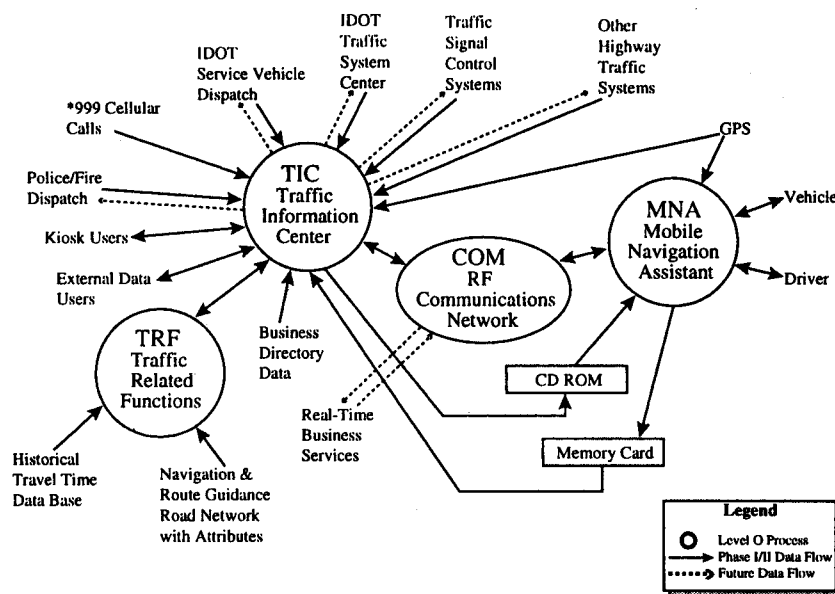 IDOT
Service Vehicle
Dispatch
IDOT
Traffic
System
Center
Traffic
Signal
Control
Systems
Other
Highway
Traffic
Systems
*999 Cellular
Calls
GPS
Police/Fire
Dispatch
TIC
Traffic
Information
Center
MNA
Mobile
Navigation
Assistant
Vehicle
Driver
Kiosk Users
External Data
Users
COM
RF
Communications
Network
TRF
Traffic
Related
Functions
Business
Directory
Data
CD ROM
Real-Time
Business
Services
Memory Card
Historical
Travel Time
Data Base
Navigation &
Route Guidance
Road Network
with Attributes
Legend
Level O Process
Phase I/II Data Flow
Future Data Flow